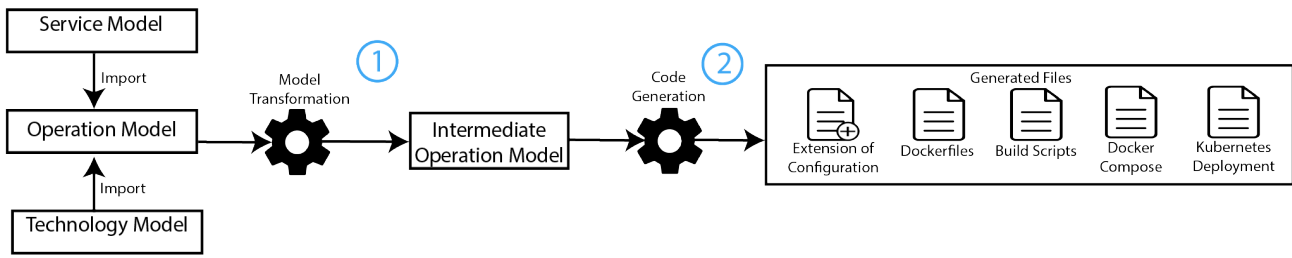 Service Model
Import
Operation Model
Import
Technology Model
Model
Transformation
1
Intermediate
Operation Model
Code
Generation
2
Generated Files
Extension of
Configuration
Dockerfiles
Build Scripts
Docker
Compose
Kubernetes
Deployment